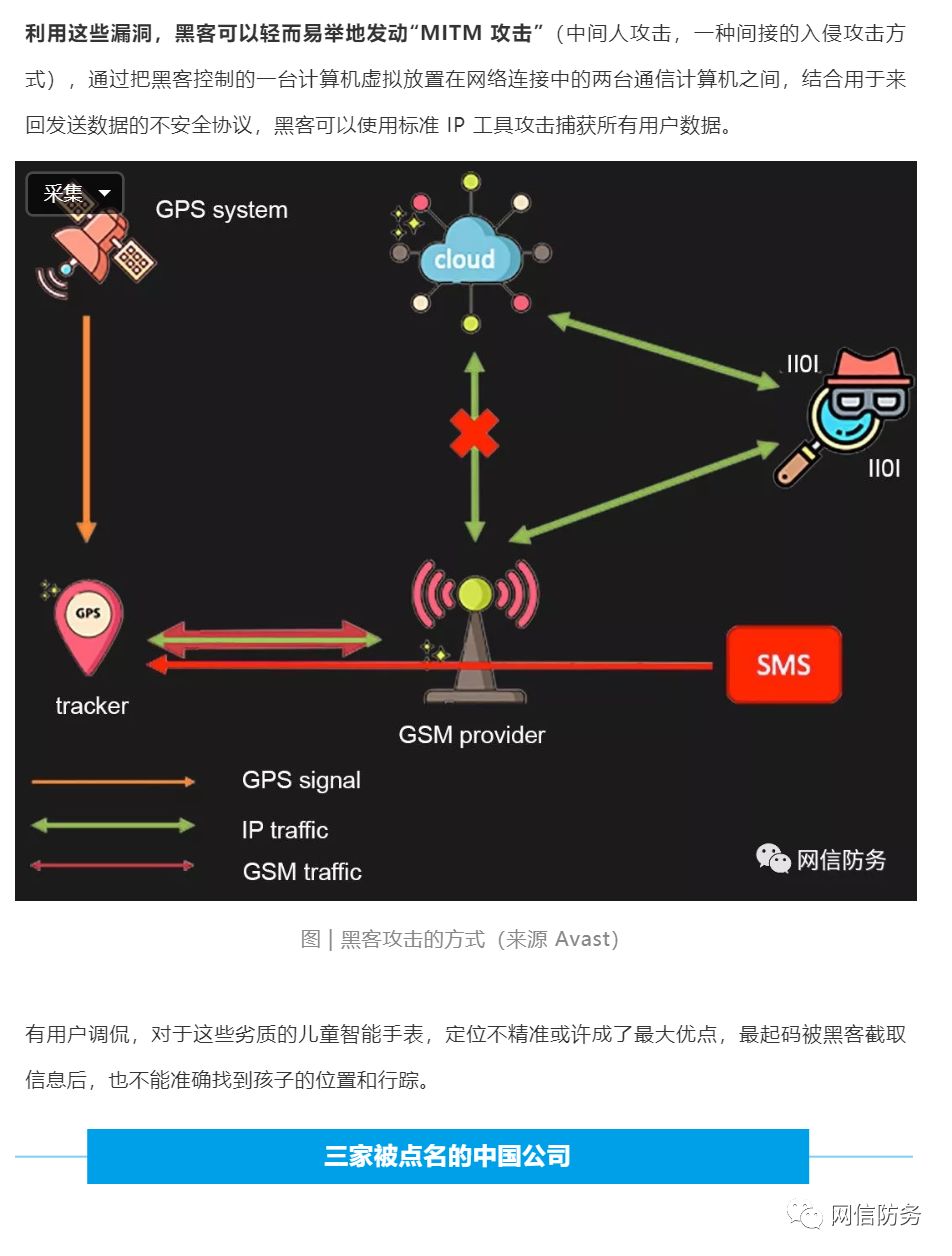 利用这些漏洞，黑客可以轻而易举地发动“MITM 攻击”（中间人攻击，一种间接的入侵攻击方
式），通过把黑客控制的一台计算机虚拟放置在网络连接中的两台通信计算机之间，结合用于来
回发送数据的不安全协议，黑客可以使用标准 IP 工具攻击捕获所有用户数据。
采集
GPS system
cloud
1101
1101
GPS
tracker
GSM provider
SMS
GPS signal
IP traffic
GSM traffic
网信防务
图 | 黑客攻击的方式（来源 Avast）
有用户调侃，对于这些劣质的儿童智能手表，定位不精准或许成了最大优点，最起码被黑客截取
信息后，也不能准确找到孩子的位置和行踪。
三家被点名的中国公司
网信防务